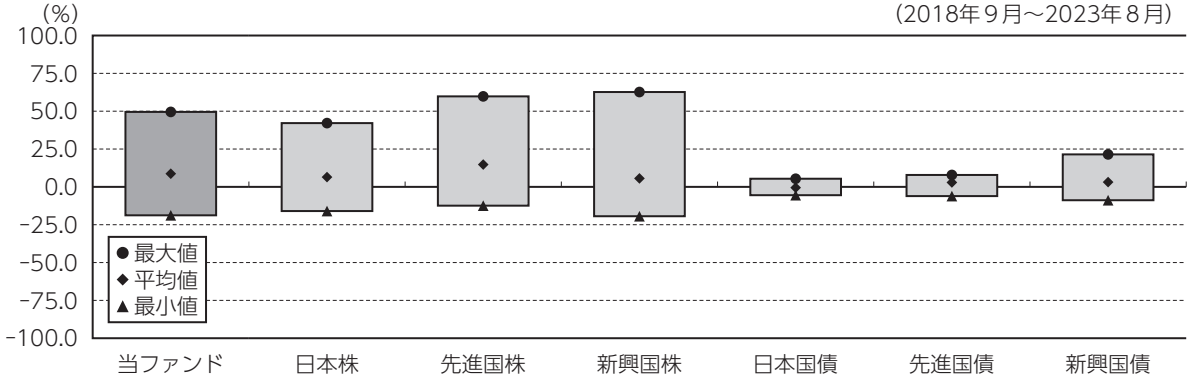 (%)
(2018年9月～2023年8月)
100.0
75.0
50.0
25.0
0.0
-25.0
-50.0
-75.0
-100.0
●最大値
◆平均値
▲最小値
当ファンド 日本株 先進国株 新興国株 日本国債 先進国債 新興国債